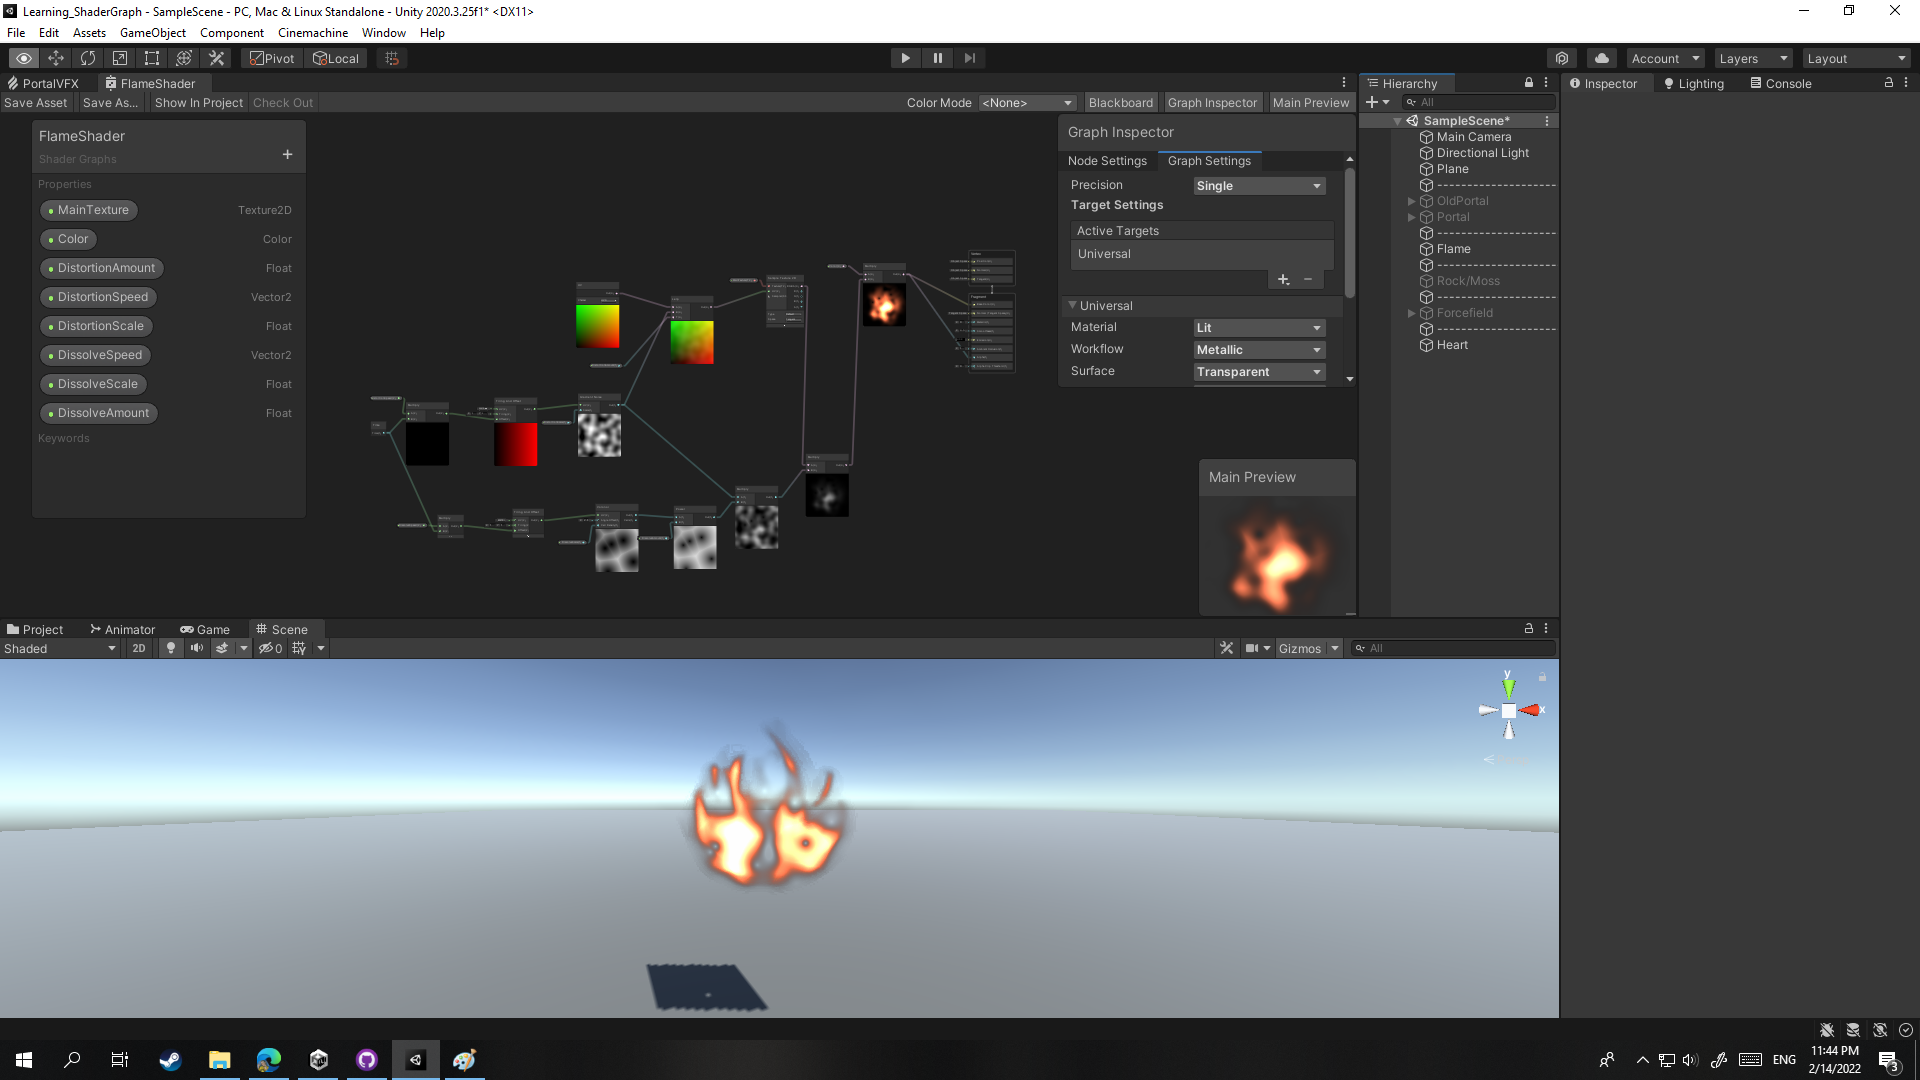 Learning_ShaderGraph - SampleScene - PC, Mac & Linux Standalone - Unity 2020.3.25f1* <DX11>
File Edit Assets GameObject Component Cinemachine Window Help
Pivot Local Account Layers Layout
PortalVFX FlameShader
Save Asset Save As... Show In Project Check Out Color Mode <None> Blackboard Graph Inspector Main Preview
FlameShader
Shader Graphs
Properties
MainTexture Texture2D
Color Color
DistortionAmount Float
DistortionSpeed Vector2
DistortionScale Float
DissolveSpeed Vector2
DissolveScale Float
DissolveAmount Float
Keywords
Graph Inspector
Node Settings Graph Settings
Precision Single
Target Settings
Active Targets
Universal
Universal
Material Lit
Workflow Metallic
Surface Transparent
Main Preview
Hierarchy
All
SampleScene*
Main Camera
Directional Light
Plane
--------------------
OldPortal
Portal
--------------------
Flame
--------------------
Rock/Moss
--------------------
Forcefield
--------------------
Heart
Inspector Lighting Console
Project Animator Game Scene
Shaded 2D 0 Gizmos All
y
x
ENG
11:44 PM
2/14/2022
3